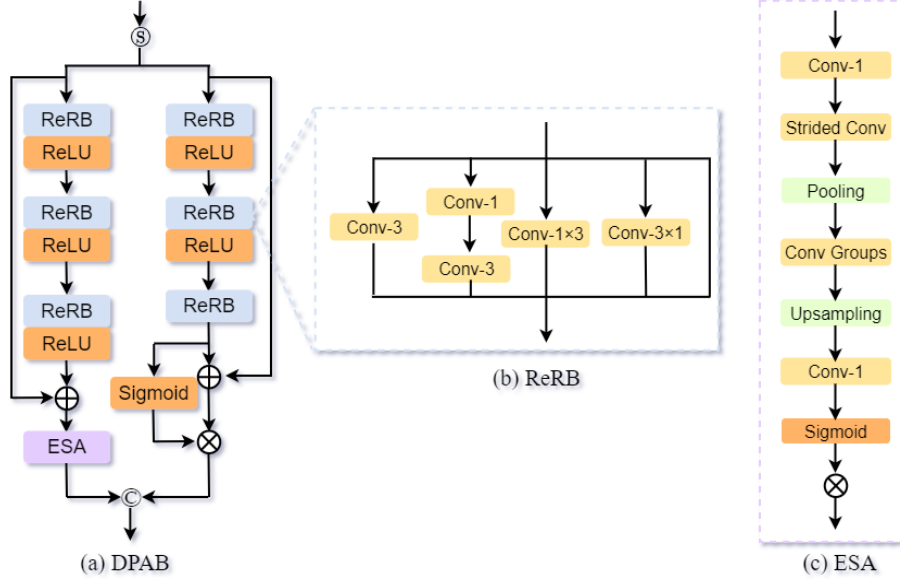 S
ReRB
ReLU
ReRB
ReLU
ReRB
ReLU
ESA
ReRB
ReLU
ReRB
ReLU
ReRB
Sigmoid
C
(a) DPAB
Conv-3
Conv-1
Conv-3
Conv-1×3
Conv-3×1
(b) ReRB
Conv-1
Strided Conv
Pooling
Conv Groups
Upsampling
Conv-1
Sigmoid
(c) ESA